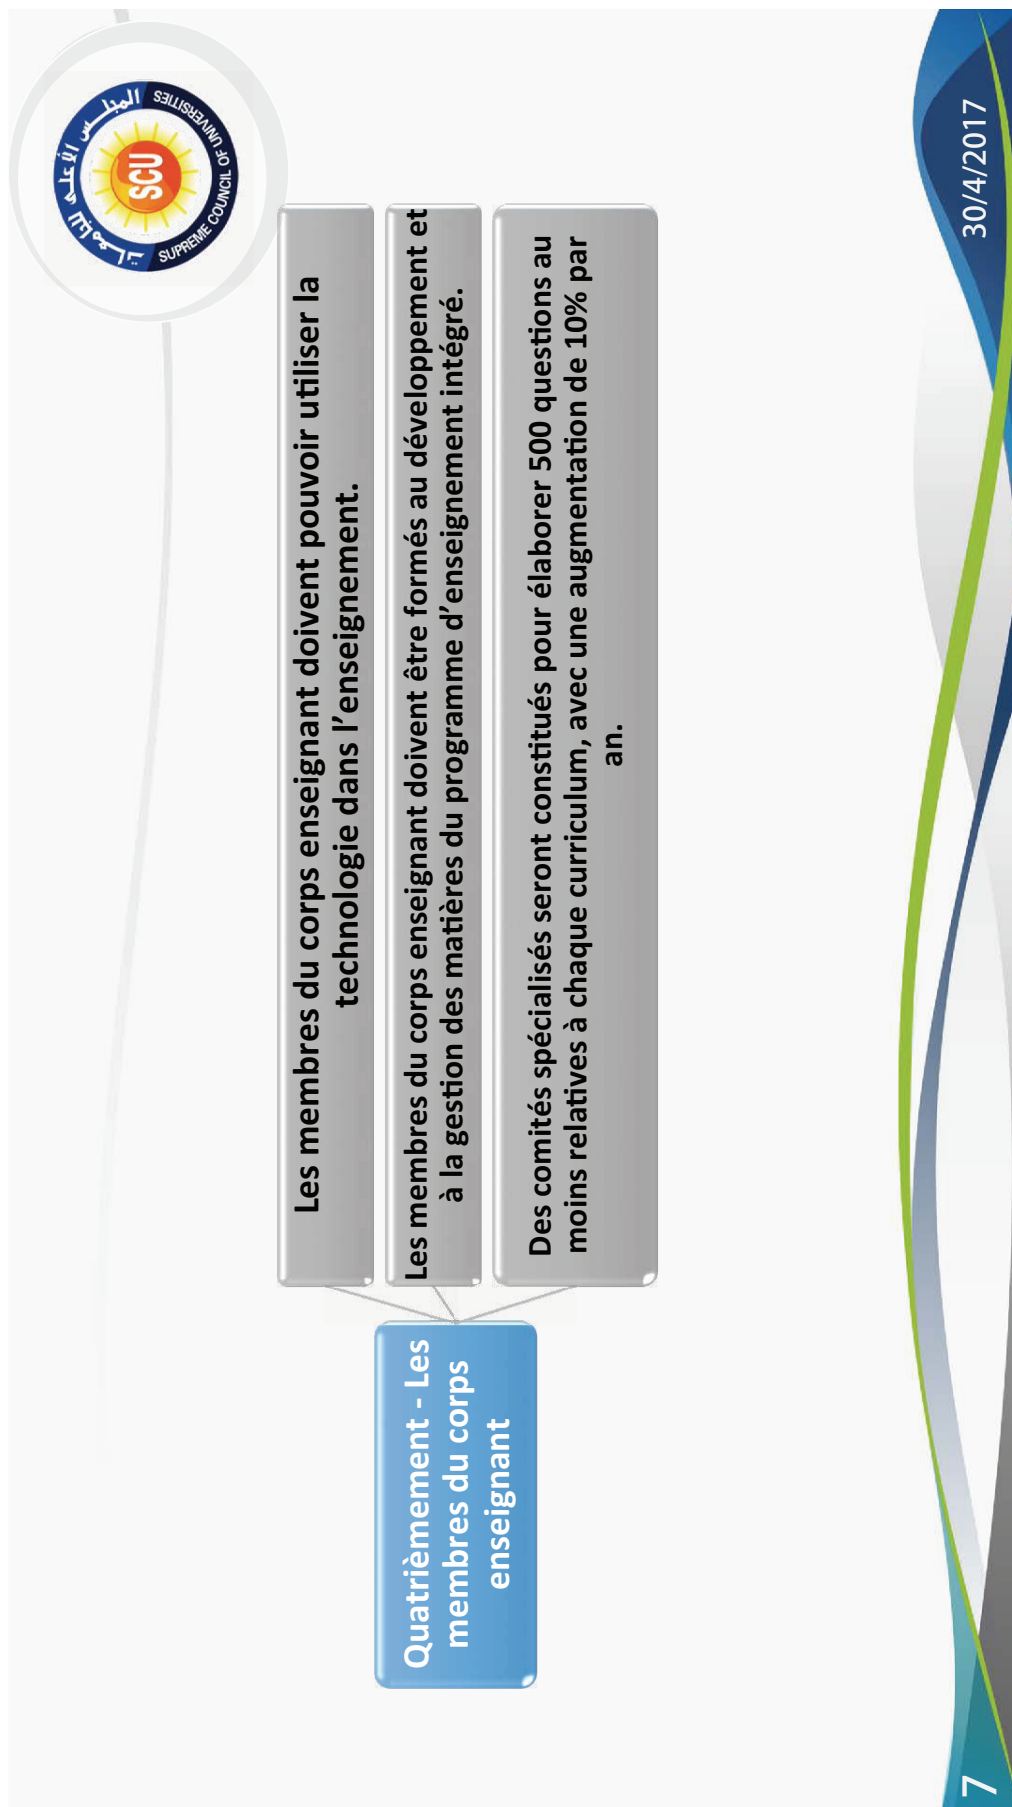 المجلس الأعلى للجامعات
SUPREME COUNCIL OF UNIVERSITIES
SCU
Quatrièmement - Les
membres du corps
enseignant
Les membres du corps enseignant doivent pouvoir utiliser la
technologie dans l’enseignement.
Les membres du corps enseignant doivent être formés au développement et
à la gestion des matières du programme d’enseignement intégré.
Des comités spécialisés seront constitués pour élaborer 500 questions au
moins relatives à chaque curriculum, avec une augmentation de 10% par
an.
7
30/4/2017